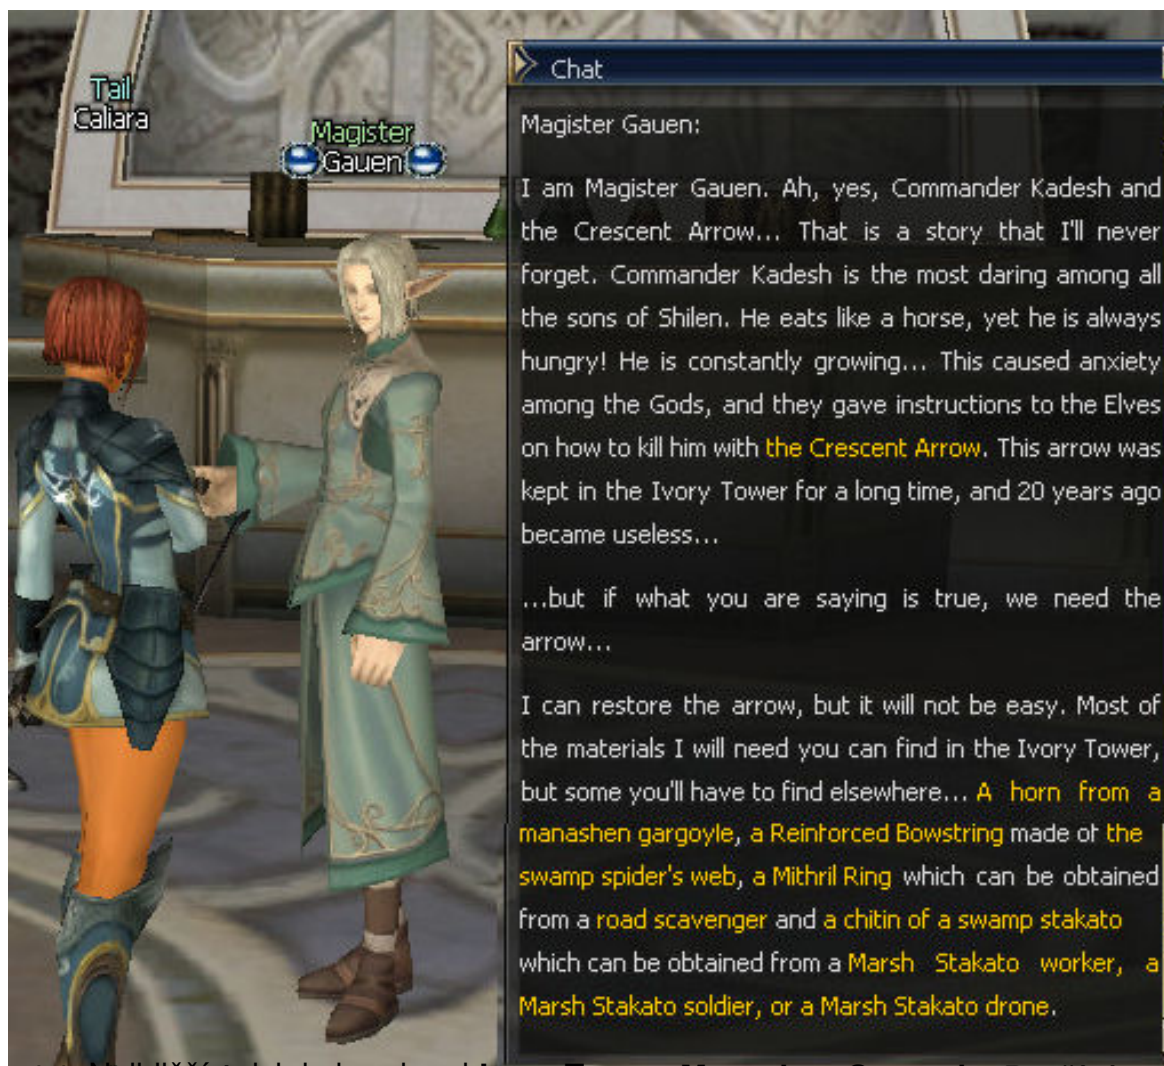 Tail
Caliara
Magister
Gauen
Chat
Magister Gauen:
I am Magister Gauen. Ah, yes, Commander Kadesh and
the Crescent Arrow... That is a story that I'll never
forget. Commander Kadesh is the most daring among all
the sons of Shilen. He eats like a horse, yet he is always
hungry! He is constantly growing... This caused anxiety
among the Gods, and they gave instructions to the Elves
on how to kill him with the Crescent Arrow. This arrow was
kept in the Ivory Tower for a long time, and 20 years ago
became useless...
...but if what you are saying is true, we need the
arrow...
I can restore the arrow, but it will not be easy. Most of
the materials I will need you can find in the Ivory Tower,
but some you'll have to find elsewhere... A horn from a
manashen gargoyle, a Reinforced Bowstring made of the
swamp spider's web, a Mithril Ring which can be obtained
from a road scavenger and a chitin of a swamp stakato
which can be obtained from a Marsh Stakato worker, a
Marsh Stakato soldier, or a Marsh Stakato drone.